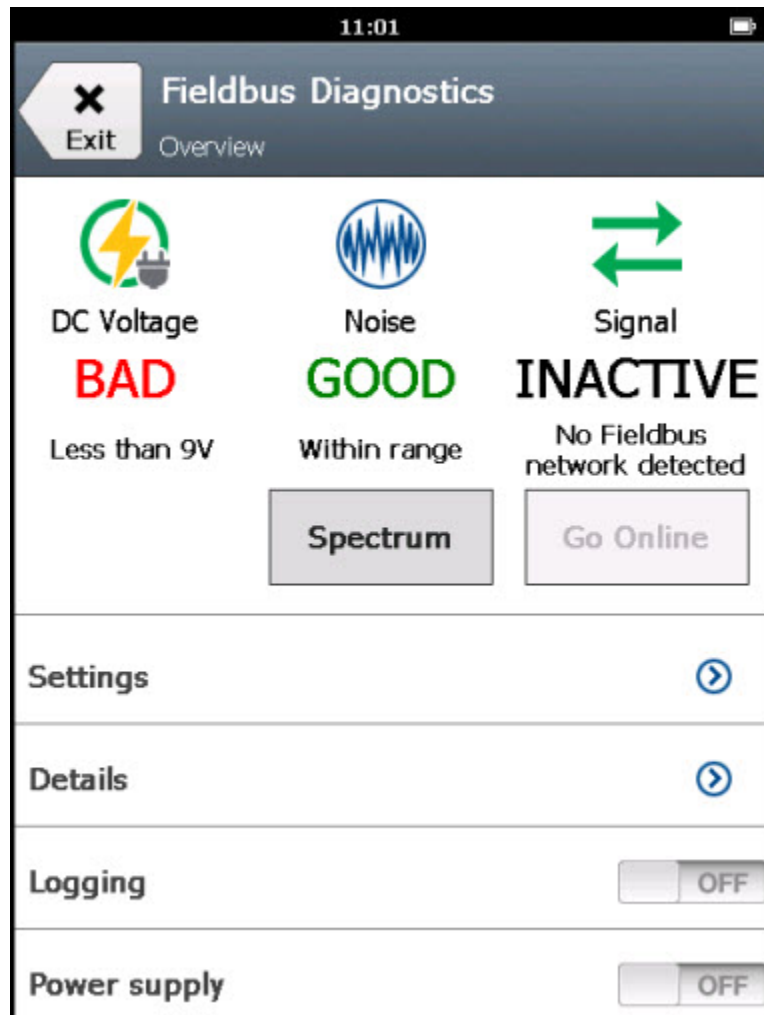 11:01
Exit
Fieldbus Diagnostics
Overview
DC Voltage
Noise
Signal
BAD
GOOD
INACTIVE
Less than 9V
Within range
No Fieldbus
network detected
Spectrum
Go Online
Settings
Details
Logging
OFF
Power supply
OFF